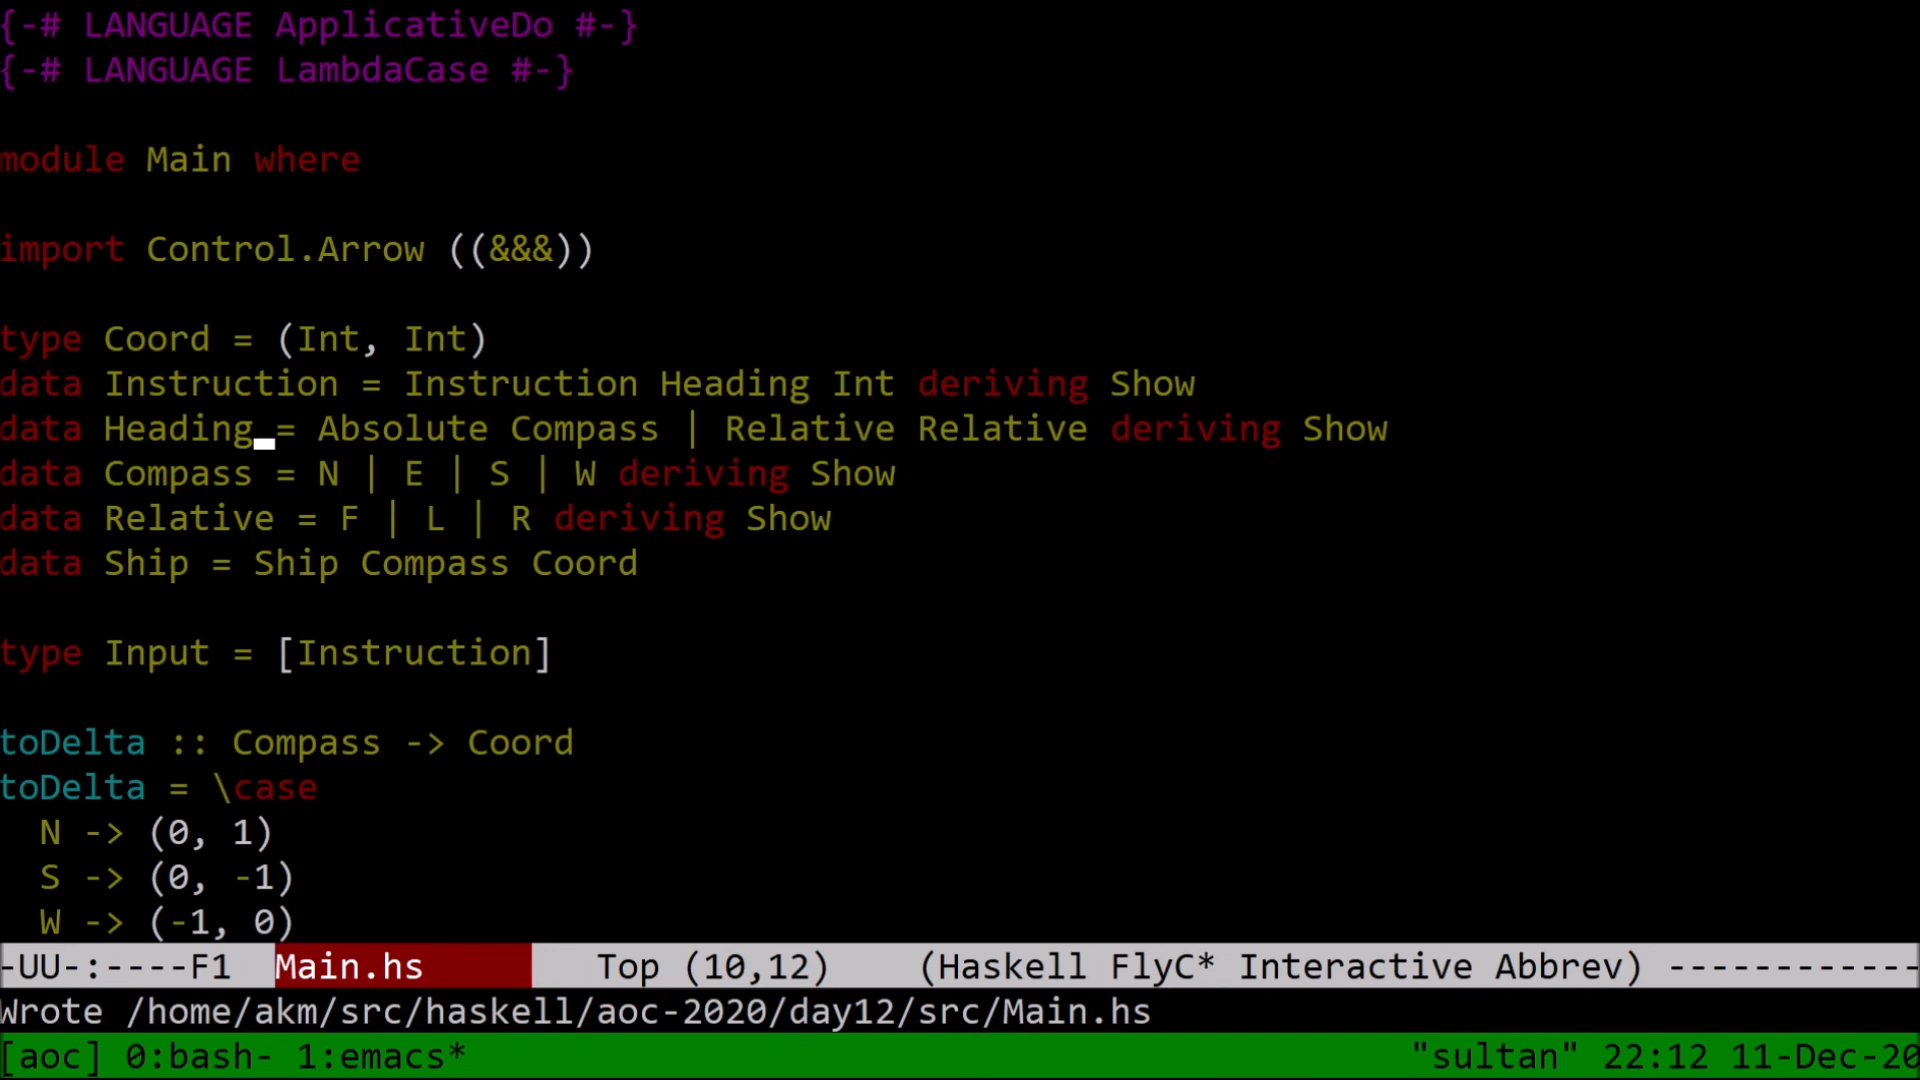 {-# LANGUAGE ApplicativeDo #-}
{-# LANGUAGE LambdaCase #-}
module Main where
import Control.Arrow ((&&&))
type Coord = (Int, Int)
data Instruction = Instruction Heading Int deriving Show
data Heading = Absolute Compass | Relative Relative deriving Show
data Compass = N | E | S | W deriving Show
data Relative = F | L | R deriving Show
data Ship = Ship Compass Coord
type Input = [Instruction]
toDelta :: Compass -> Coord
toDelta = \case
  N -> (0, 1)
  S -> (0, -1)
  W -> (-1, 0)
-UU-:----F1  Main.hs        Top (10,12)    (Haskell FlyC* Interactive Abbrev) ------------
Wrote /home/akm/src/haskell/aoc-2020/day12/src/Main.hs
[aoc] 0:bash- 1:emacs* "sultan" 22:12 11-Dec-20